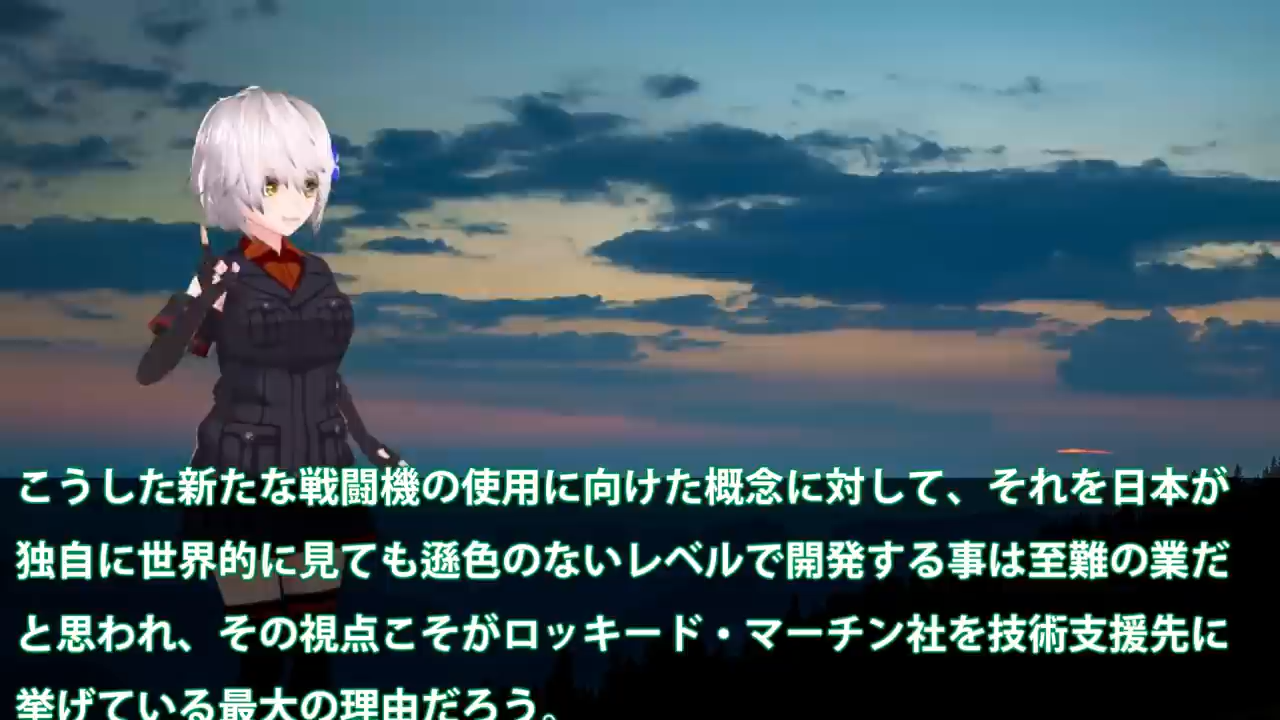 こうした新たな戦闘機の使用に向けた概念に対して、それを日本が
独自に世界的に見ても遜色のないレベルで開発する事は至難の業だ
と思われ、その視点こそがロッキード・マーチン社を技術支援先に
挙げている最大の理由だろう。